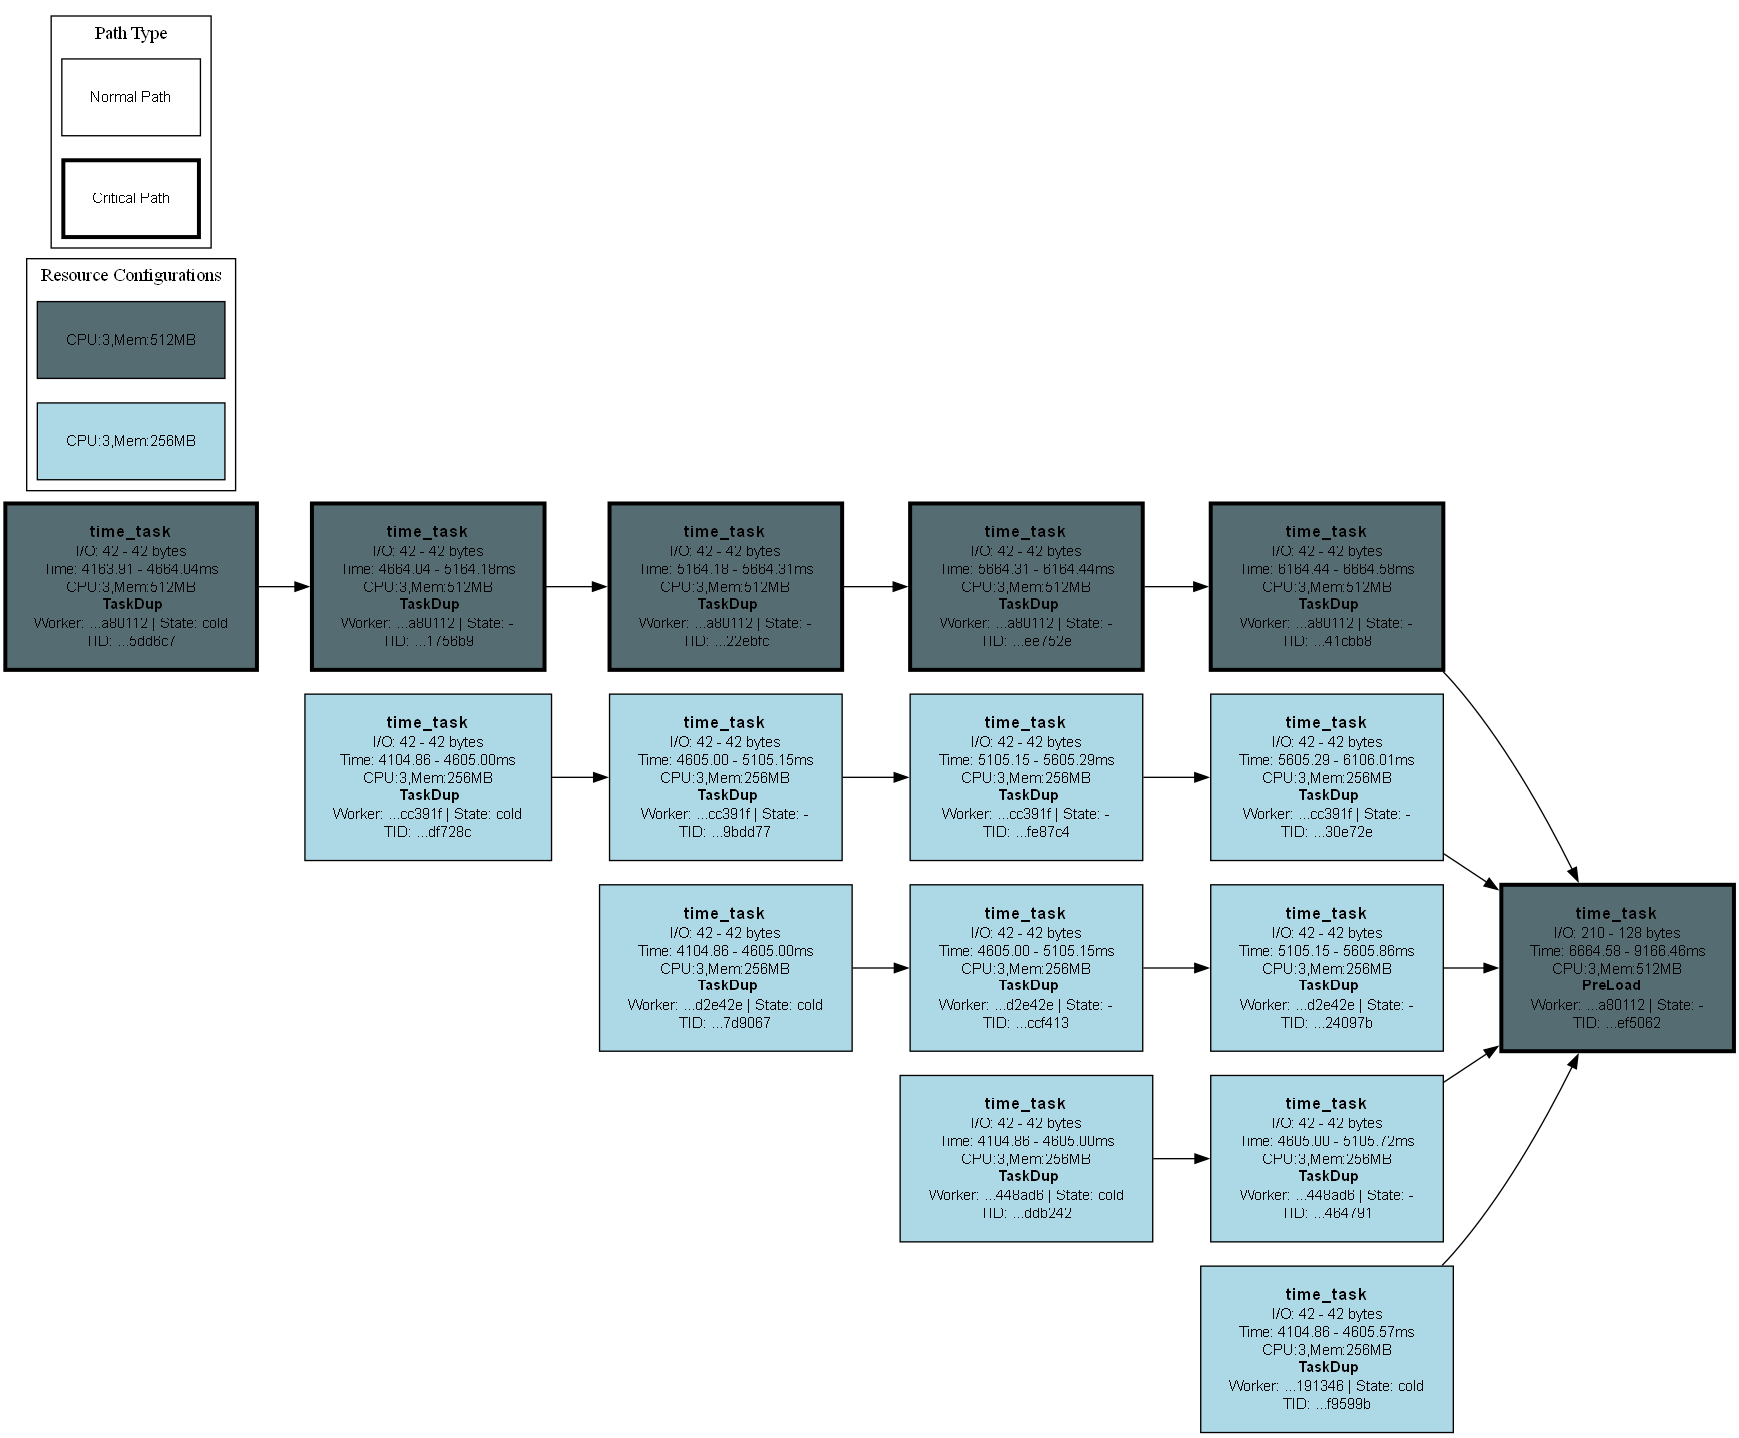 Path Type
Normal Path
Critical Path
Resource Configurations
CPU:3,Mem:512MB
CPU:3,Mem:256MB
time_task
I/O: 42 - 42 bytes
Time: 4163.91 - 4664.04ms
CPU:3,Mem:512MB
TaskDup
Worker: ...a80112 | State: cold
TID: ...5dd6c7
time_task
I/O: 42 - 42 bytes
Time: 4664.04 - 5164.18ms
CPU:3,Mem:512MB
TaskDup
Worker: ...a80112 | State: -
TID: ...1756b9
time_task
I/O: 42 - 42 bytes
Time: 5164.18 - 5664.31ms
CPU:3,Mem:512MB
TaskDup
Worker: ...a80112 | State: -
TID: ...22ebfc
time_task
I/O: 42 - 42 bytes
Time: 5664.31 - 6164.44ms
CPU:3,Mem:512MB
TaskDup
Worker: ...a80112 | State: -
TID: ...ee752e
time_task
I/O: 42 - 42 bytes
Time: 6164.44 - 6664.58ms
CPU:3,Mem:512MB
TaskDup
Worker: ...a80112 | State: -
TID: ...41cbb8
time_task
I/O: 42 - 42 bytes
Time: 4104.86 - 4605.00ms
CPU:3,Mem:256MB
TaskDup
Worker: ...cc391f | State: cold
TID: ...df728c
time_task
I/O: 42 - 42 bytes
Time: 4605.00 - 5105.15ms
CPU:3,Mem:256MB
TaskDup
Worker: ...cc391f | State: -
TID: ...9bdd77
time_task
I/O: 42 - 42 bytes
Time: 5105.15 - 5605.29ms
CPU:3,Mem:256MB
TaskDup
Worker: ...cc391f | State: -
TID: ...fe87c4
time_task
I/O: 42 - 42 bytes
Time: 5605.29 - 6106.01ms
CPU:3,Mem:256MB
TaskDup
Worker: ...cc391f | State: -
TID: ...30e72e
time_task
I/O: 42 - 42 bytes
Time: 4104.86 - 4605.00ms
CPU:3,Mem:256MB
TaskDup
Worker: ...d2e42e | State: cold
TID: ...7d9067
time_task
I/O: 42 - 42 bytes
Time: 4605.00 - 5105.15ms
CPU:3,Mem:256MB
TaskDup
Worker: ...d2e42e | State: -
TID: ...ccf413
time_task
I/O: 42 - 42 bytes
Time: 5105.15 - 5605.86ms
CPU:3,Mem:256MB
TaskDup
Worker: ...d2e42e | State: -
TID: ...24097b
time_task
I/O: 210 - 128 bytes
Time: 6664.58 - 9166.46ms
CPU:3,Mem:512MB
PreLoad
Worker: ...a80112 | State: -
TID: ...ef5062
time_task
I/O: 42 - 42 bytes
Time: 4104.86 - 4605.00ms
CPU:3,Mem:256MB
TaskDup
Worker: ...448ad6 | State: cold
TID: ...ddb242
time_task
I/O: 42 - 42 bytes
Time: 4605.00 - 5105.72ms
CPU:3,Mem:256MB
TaskDup
Worker: ...448ad6 | State: -
TID: ...464791
time_task
I/O: 42 - 42 bytes
Time: 4104.86 - 4605.57ms
CPU:3,Mem:256MB
TaskDup
Worker: ...191346 | State: cold
TID: ...f9599b